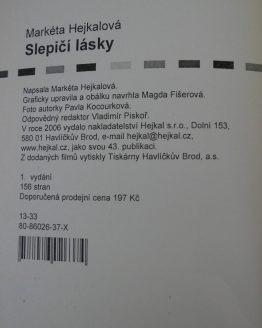 Markéta Hejkalová
Slepičí lásky
Napsala Markéta Hejkalová.
Graficky upravila a obálku navrhla Magda Fišerová.
Foto autorky Pavla Kocourková.
Odpovědný redaktor Vladimír Pískoř.
V roce 2006 vydalo nakladatelství Hejkal s.r.o., Dolní 153,
580 01 Havlíčkův Brod, e-mail hejkal@hejkal.cz,
www.hejkal.cz, jako svou 43. publikaci.
Z dodaných filmů vytiskly Tiskárny Havlíčkův Brod, a.s.
1. vydání
156 stran
Doporučená prodejní cena 197 Kč
13-33
80-86026-37-X